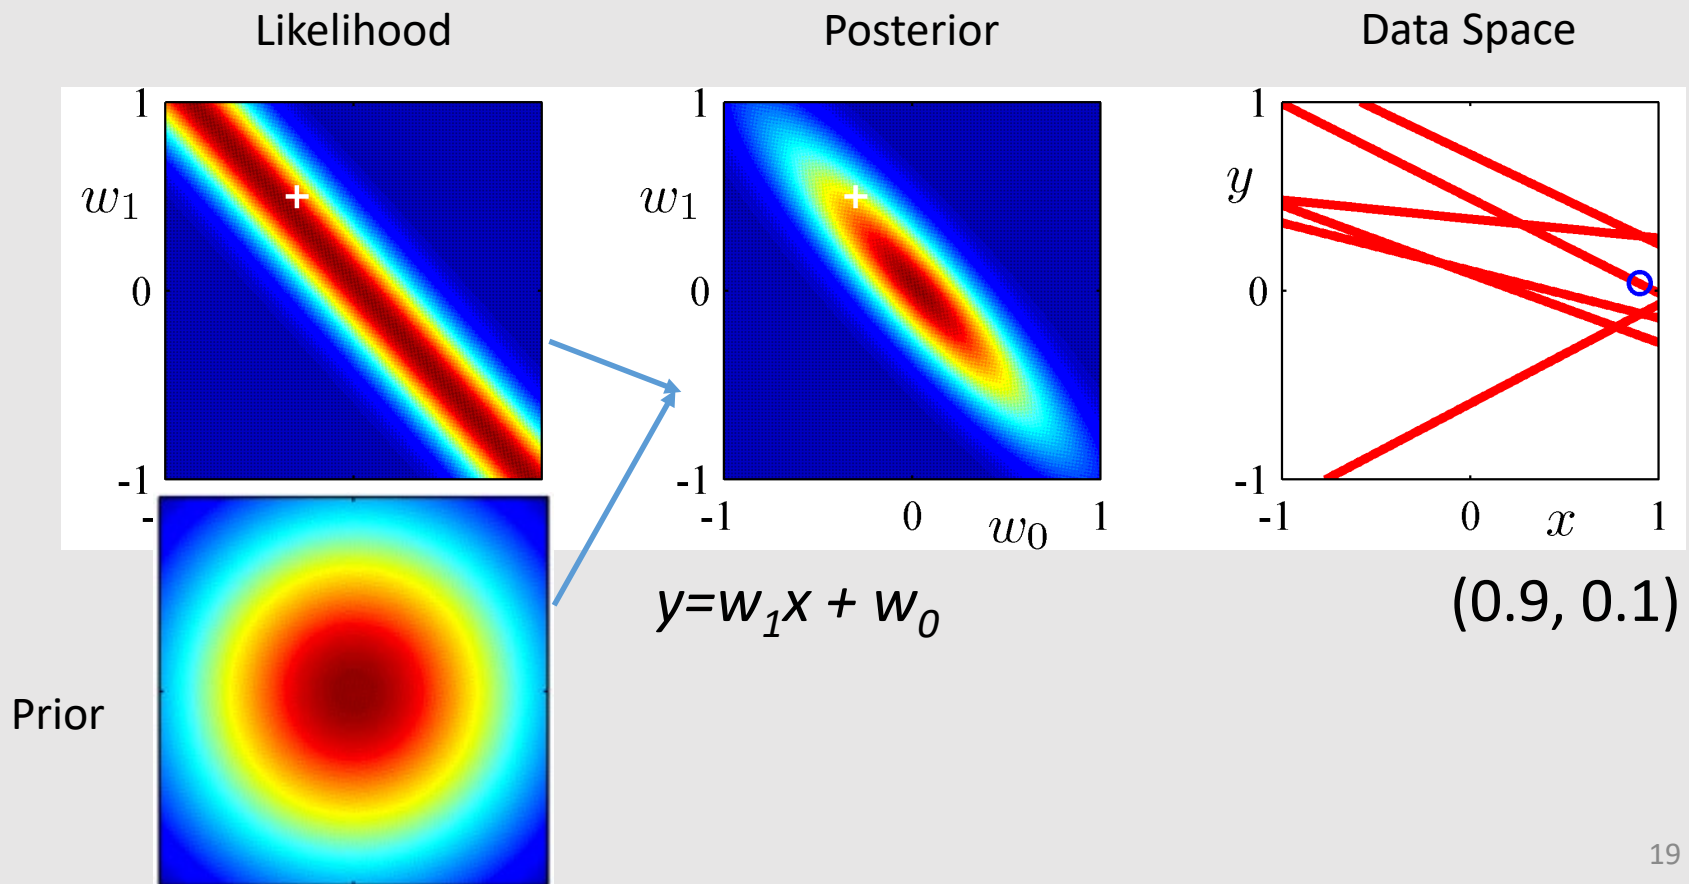 Likelihood Posterior Data Space
1
w₁
0
-1
-
1
w₁
0
-1
-1 0 w₀ 1
1
y
0
-1
-1 0 x 1
y=w₁x + w₀
(0.9, 0.1)
Prior
19